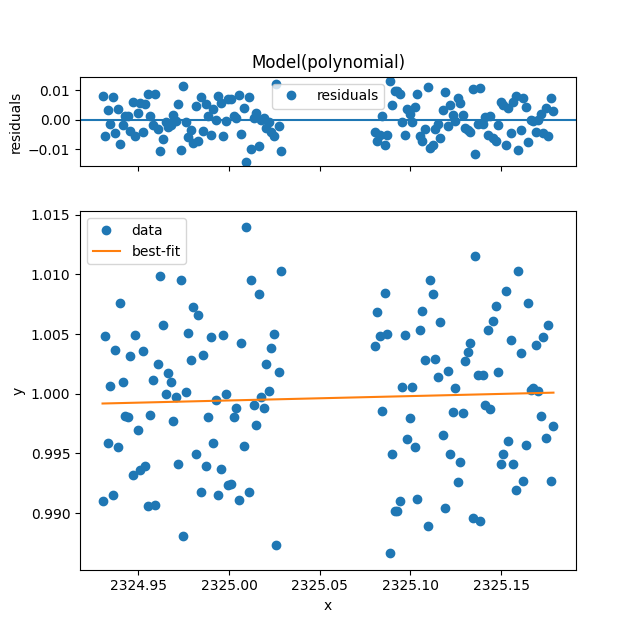 Model(polynomial)
residuals
0.01
0.00
−0.01
residuals
1.015
1.010
1.005
1.000
0.995
0.990
y
data
best-fit
2324.95
2325.00
2325.05
2325.10
2325.15
x